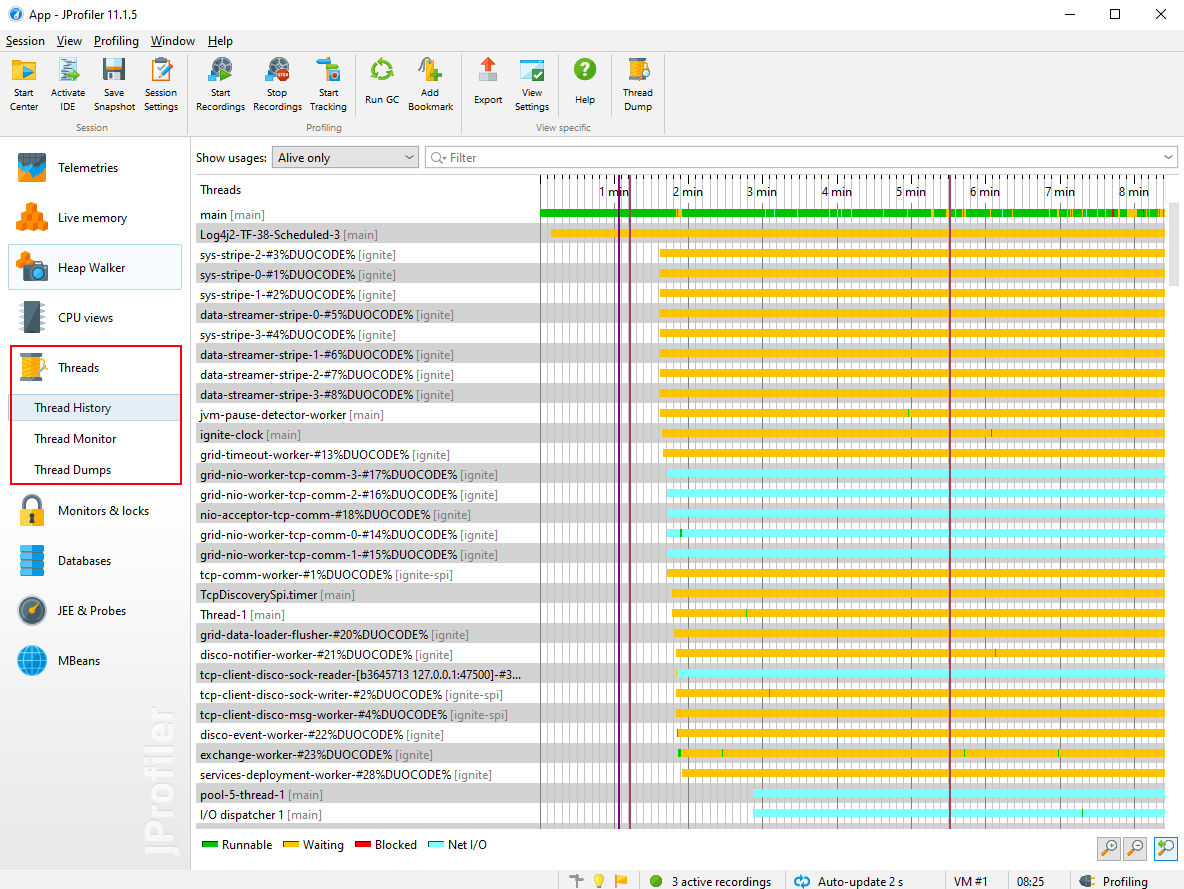 App - JProfiler 11.1.5
Session View Profiling Window Help
Start Center
Activate IDE
Save Snapshot
Session Settings
Start Recordings
Stop Recordings
Start Tracking
Run GC
Add Bookmark
Export
View Settings
Help
Thread Dump
Session
Profiling
View specific
Telemetries
Live memory
Heap Walker
CPU views
Threads
Thread History
Thread Monitor
Thread Dumps
Monitors & locks
Databases
JEE & Probes
MBeans
JProfiler
Show usages: Alive only Filter
Threads 1 min 2 min 3 min 4 min 5 min 6 min 7 min 8 min
main [main]
Log4j2-TF-38-Scheduled-3 [main]
sys-stripe-2-#3%DUOCODE% [ignite]
sys-stripe-0-#1%DUOCODE% [ignite]
sys-stripe-1-#2%DUOCODE% [ignite]
data-streamer-stripe-0-#5%DUOCODE% [ignite]
sys-stripe-3-#4%DUOCODE% [ignite]
data-streamer-stripe-1-#6%DUOCODE% [ignite]
data-streamer-stripe-2-#7%DUOCODE% [ignite]
data-streamer-stripe-3-#8%DUOCODE% [ignite]
jvm-pause-detector-worker [main]
ignite-clock [main]
grid-timeout-worker-#13%DUOCODE% [ignite]
grid-nio-worker-tcp-comm-3-#17%DUOCODE% [ignite]
grid-nio-worker-tcp-comm-2-#16%DUOCODE% [ignite]
nio-acceptor-tcp-comm-#18%DUOCODE% [ignite]
grid-nio-worker-tcp-comm-0-#14%DUOCODE% [ignite]
grid-nio-worker-tcp-comm-1-#15%DUOCODE% [ignite]
tcp-comm-worker-#1%DUOCODE% [ignite-spi]
TcpDiscoverySpi.timer [main]
Thread-1 [main]
grid-data-loader-flusher-#20%DUOCODE% [ignite]
disco-notifier-worker-#21%DUOCODE% [ignite]
tcp-client-disco-sock-reader-[b3645713 127.0.0.1:47500]-#3...
tcp-client-disco-sock-writer-#2%DUOCODE% [ignite-spi]
tcp-client-disco-msg-worker-#4%DUOCODE% [ignite-spi]
disco-event-worker-#22%DUOCODE% [ignite]
exchange-worker-#23%DUOCODE% [ignite]
services-deployment-worker-#28%DUOCODE% [ignite]
pool-5-thread-1 [main]
I/O dispatcher 1 [main]
Runnable Waiting Blocked Net I/O
3 active recordings Auto-update 2 s VM #1 08:25 Profiling